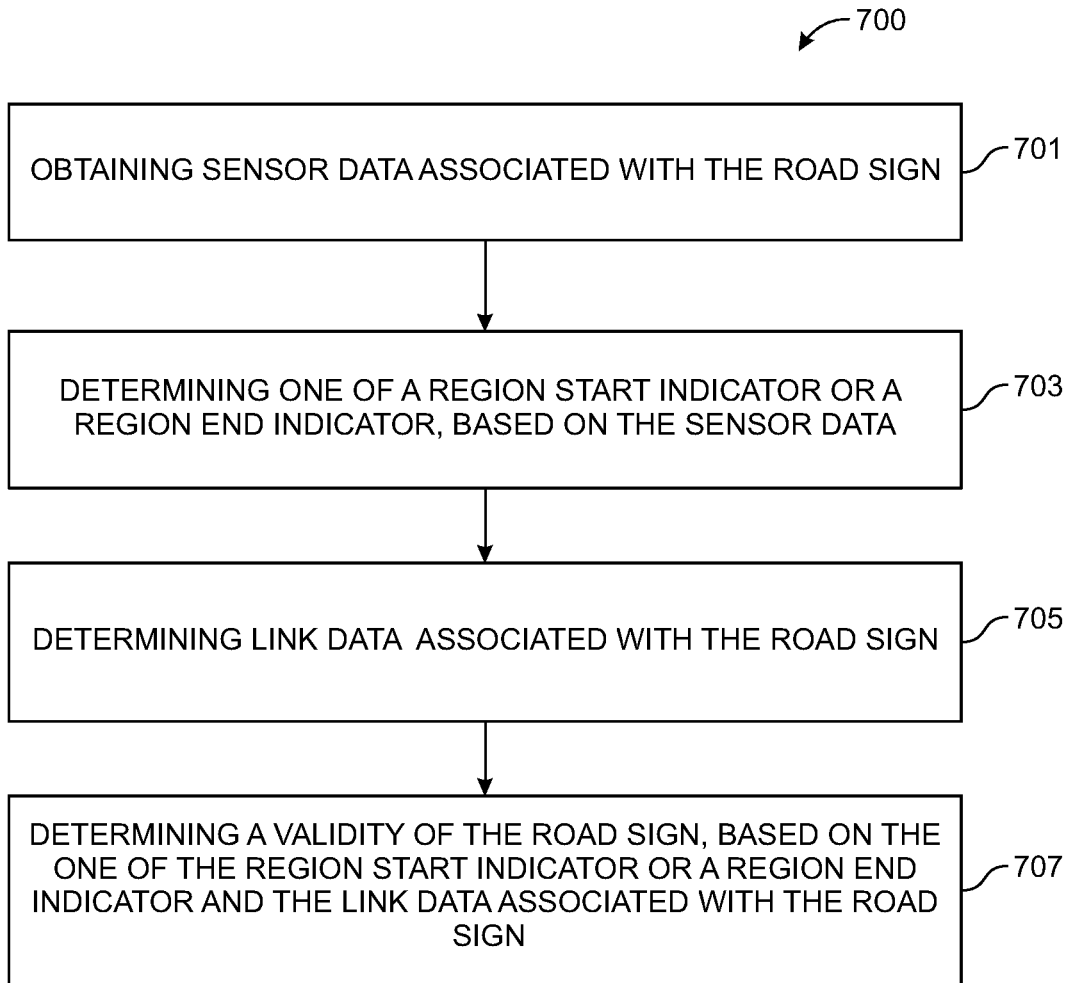 700
OBTAINING SENSOR DATA ASSOCIATED WITH THE ROAD SIGN
701
DETERMINING ONE OF A REGION START INDICATOR OR A
REGION END INDICATOR, BASED ON THE SENSOR DATA
703
DETERMINING LINK DATA ASSOCIATED WITH THE ROAD SIGN
705
DETERMINING A VALIDITY OF THE ROAD SIGN, BASED ON THE
ONE OF THE REGION START INDICATOR OR A REGION END
INDICATOR AND THE LINK DATA ASSOCIATED WITH THE ROAD
SIGN
707